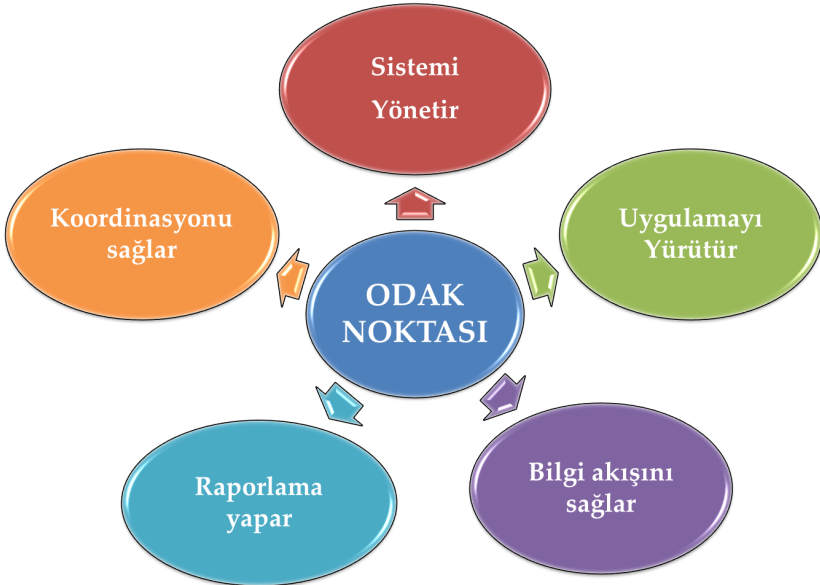 Sistemi
Yönetir
Koordinasyonu
sağlar
Uygulamayı
Yürütür
ODAK
NOKTASI
Raporlama
yapar
Bilgi akışını
sağlar